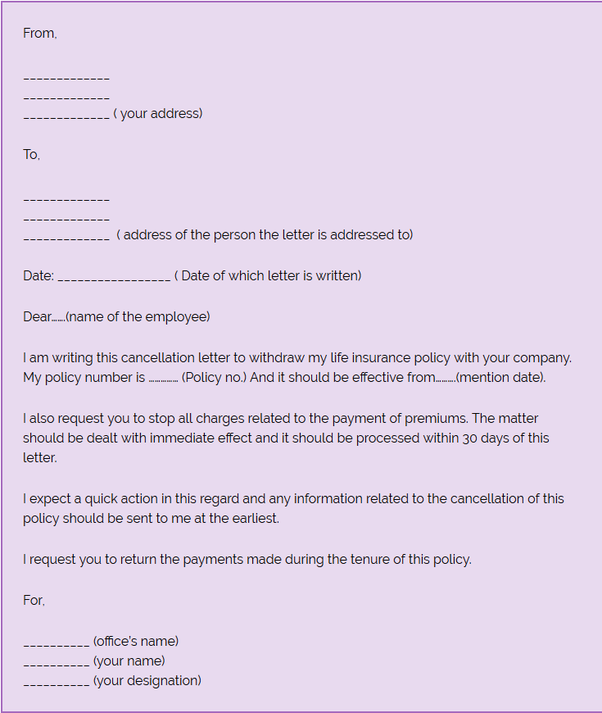 From,
_____________
_____________
_____________ ( your address)
To,
_____________
_____________
_____________ ( address of the person the letter is addressed to)
Date: _________________ ( Date of which letter is written)
Dear.......(name of the employee)
I am writing this cancellation letter to withdraw my life insurance policy with your company.
My policy number is ............... (Policy no.) And it should be effective from..........(mention date).
I also request you to stop all charges related to the payment of premiums. The matter
should be dealt with immediate effect and it should be processed within 30 days of this
letter.
I expect a quick action in this regard and any information related to the cancellation of this
policy should be sent to me at the earliest.
I request you to return the payments made during the tenure of this policy.
For,
__________ (office's name)
__________ (your name)
__________ (your designation)